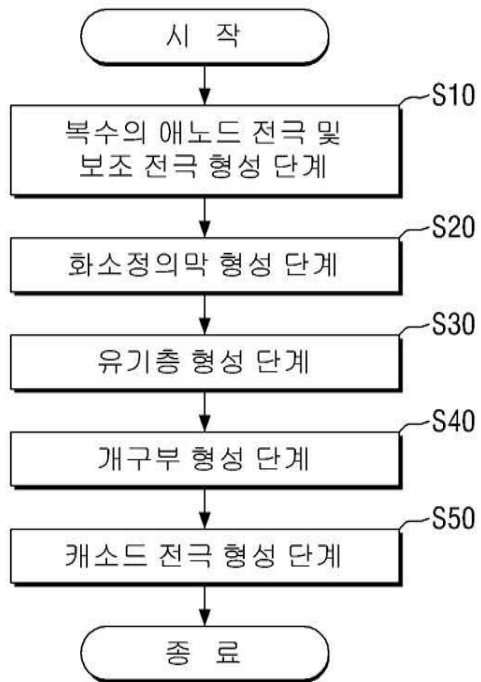 시 작
S10
복수의 애노드 전극 및
보조 전극 형성 단계
S20
화소정의막 형성 단계
S30
유기층 형성 단계
S40
개구부 형성 단계
S50
캐소드 전극 형성 단계
종 료